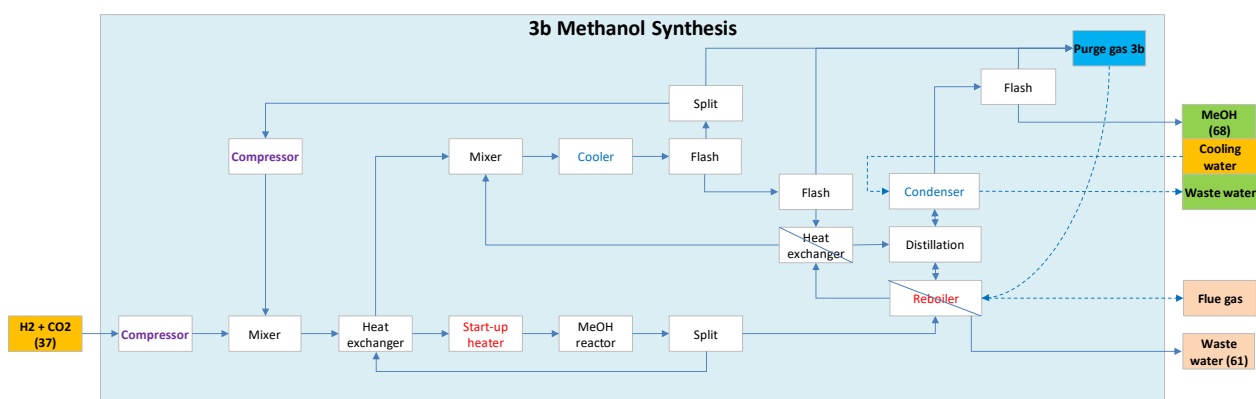 3b Methanol Synthesis
Purge gas 3b
Flash
Split
MeOH
(68)
Compressor
Mixer
Cooler
Flash
Cooling
water
Flash
Condenser
Waste water
Heat
exchanger
Distillation
Reboiler
Flue gas
H2 + CO2
(37)
Compressor
Mixer
Heat
exchanger
Start-up
heater
MeOH
reactor
Split
Waste
water (61)